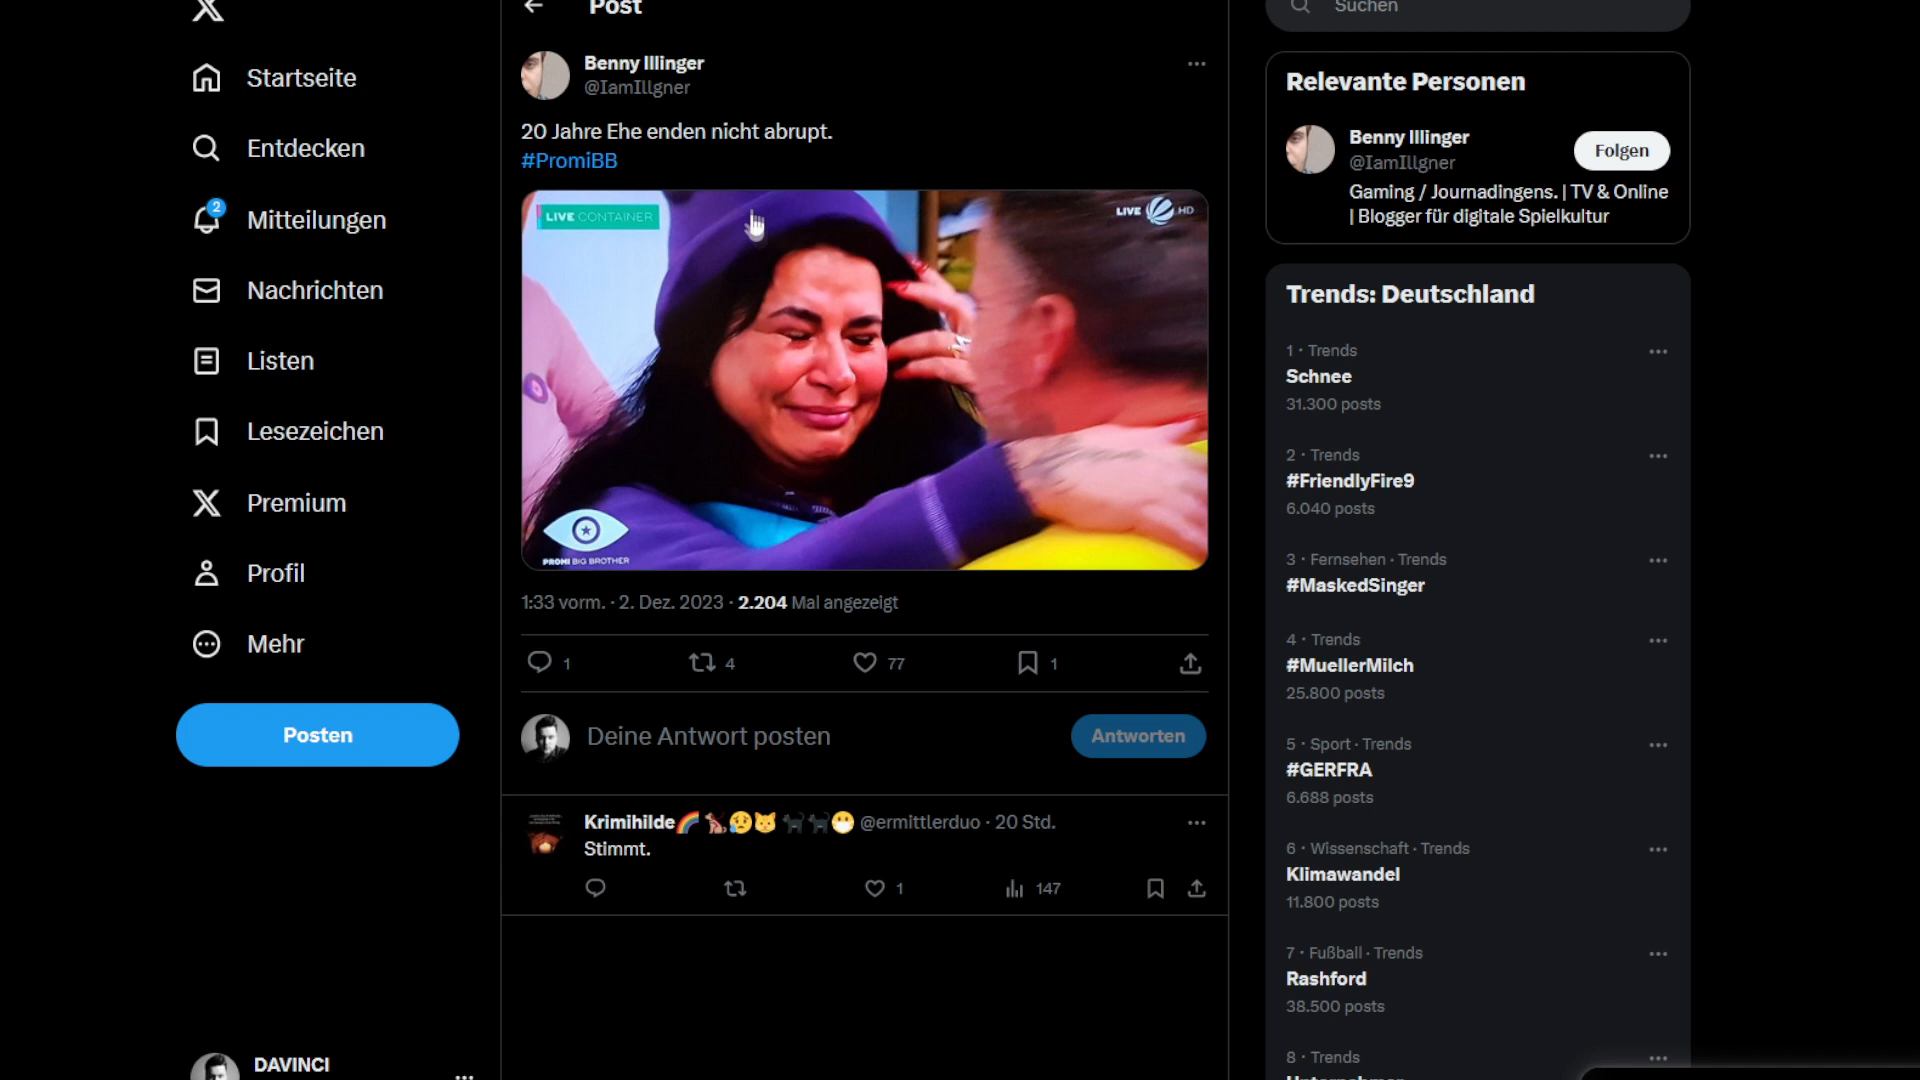 Startseite
Entdecken
2
Mitteilungen
Nachrichten
Listen
Lesezeichen
Premium
Profil
Mehr
Posten
DAVINCI
Post
Benny Illinger
@IamIllgner
20 Jahre Ehe enden nicht abrupt.
#PromiBB
LIVE CONTAINER
LIVE HD
PROMI BIG BROTHER
1:33 vorm. · 2. Dez. 2023 · 2.204 Mal angezeigt
1 4 77 1
Deine Antwort posten
Antworten
Krimihilde🌈🐕😥🐱🐈‍⬛🐈‍⬛😷 @ermittlerduo · 20 Std.
Stimmt.
1 147
Suchen
Relevante Personen
Benny Illinger
@IamIllgner
Folgen
Gaming / Journadingens. | TV & Online
| Blogger für digitale Spielkultur
Trends: Deutschland
1 · Trends
Schnee
31.300 posts
2 · Trends
#FriendlyFire9
6.040 posts
3 · Fernsehen · Trends
#MaskedSinger
4 · Trends
#MuellerMilch
25.800 posts
5 · Sport · Trends
#GERFRA
6.688 posts
6 · Wissenschaft · Trends
Klimawandel
11.800 posts
7 · Fußball · Trends
Rashford
38.500 posts
8 · Trends